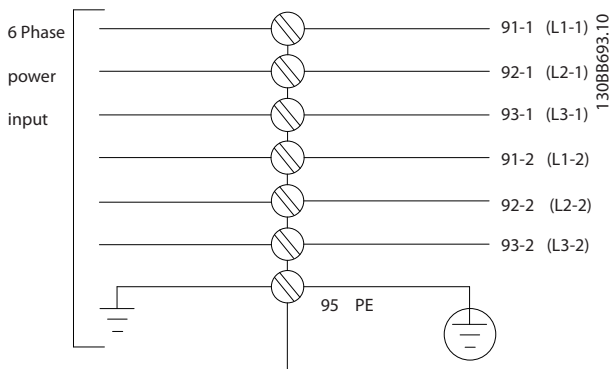 6 Phase
power
input
91-1 (L1-1)
92-1 (L2-1)
93-1 (L3-1)
91-2 (L1-2)
92-2 (L2-2)
93-2 (L3-2)
95 PE
130BB693.10